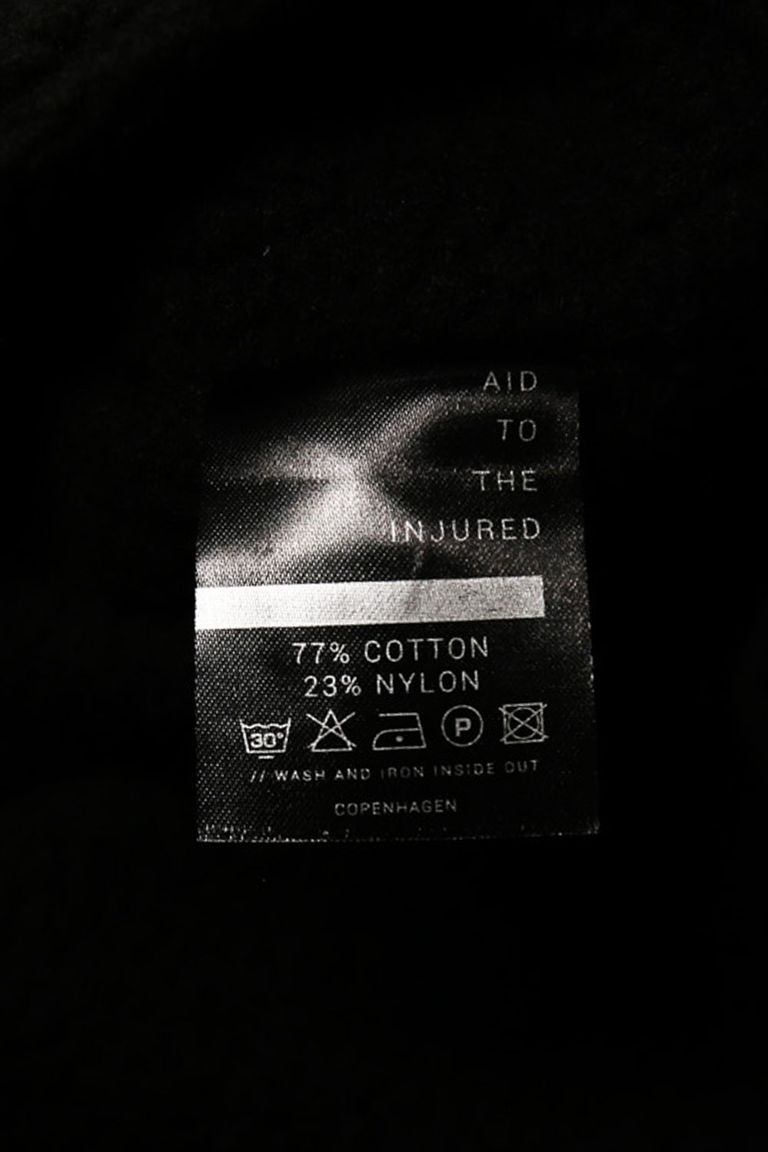 AID
TO
THE
INJURED
77% COTTON
23% NYLON
30° P
// WASH AND IRON INSIDE OUT
COPENHAGEN